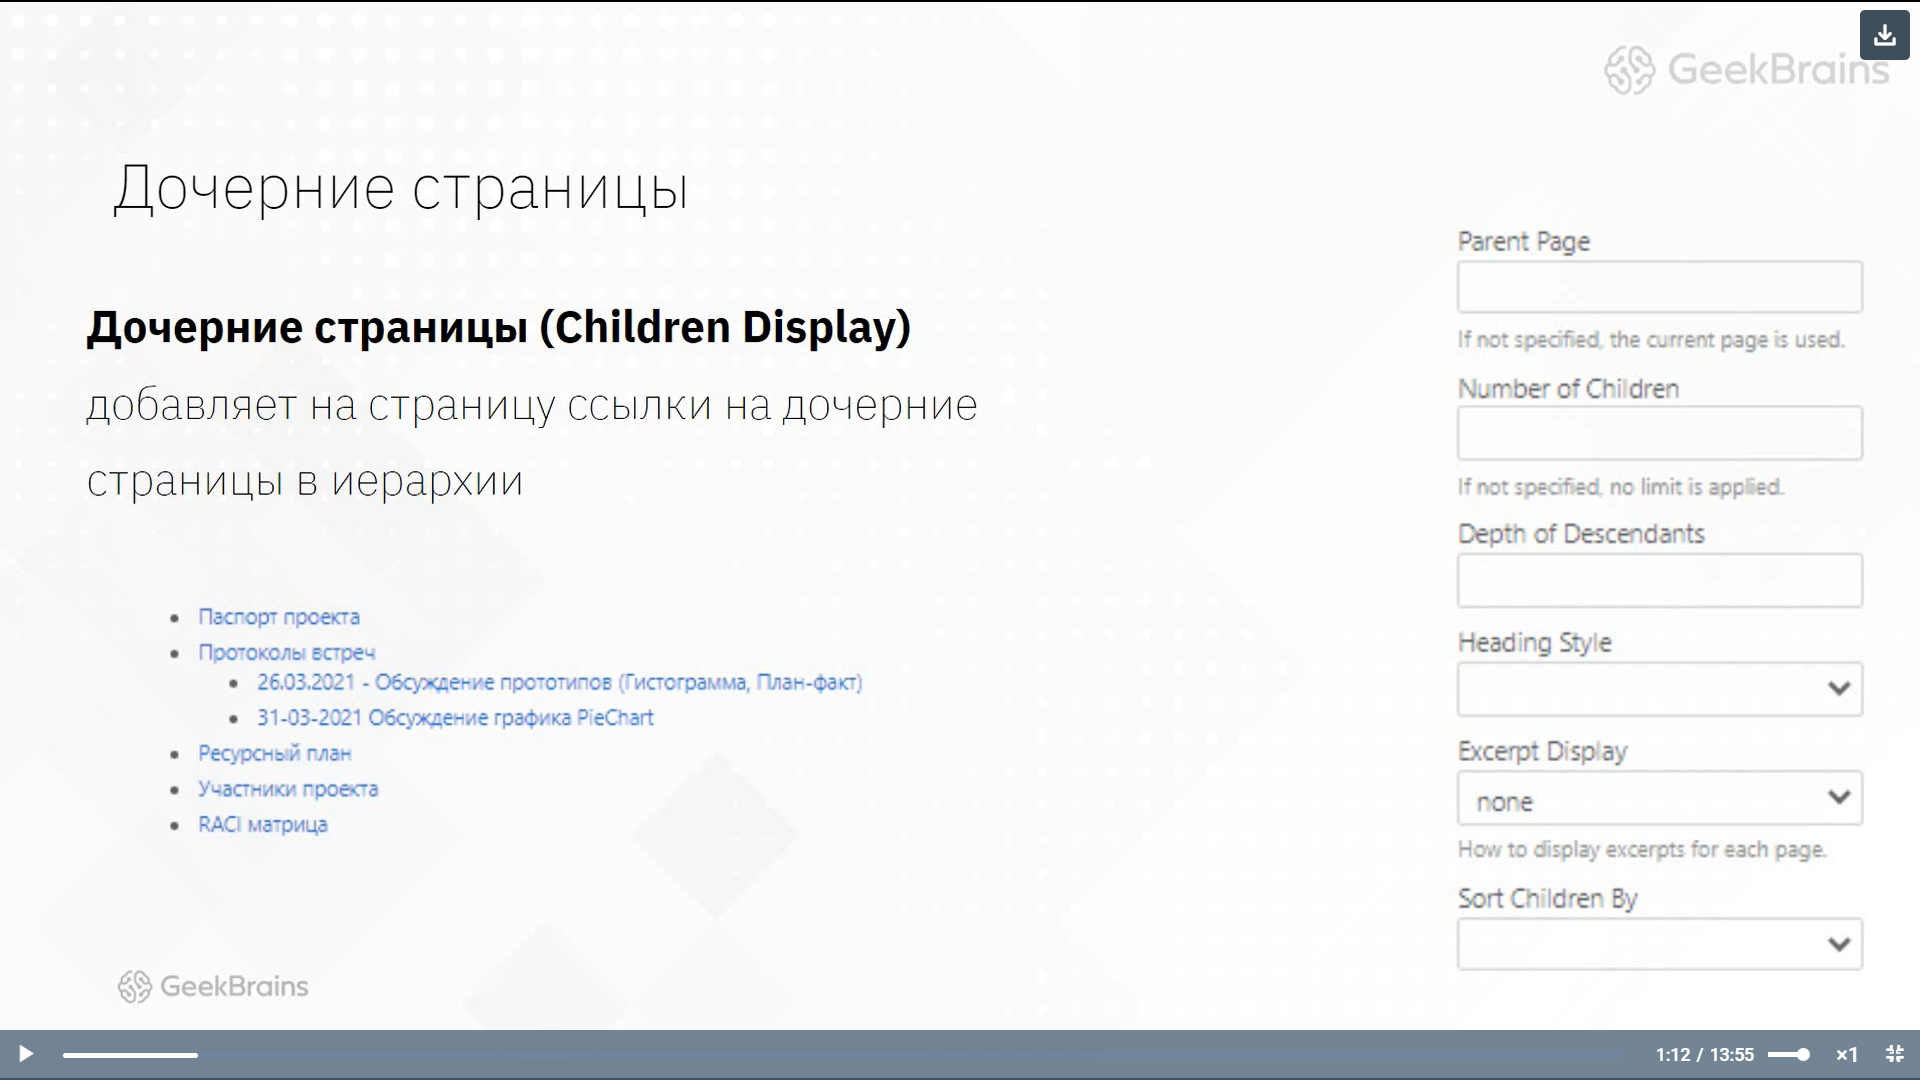 GeekBrains
Дочерние страницы
Дочерние страницы (Children Display)
добавляет на страницу ссылки на дочерние
страницы в иерархии
Паспорт проекта
Протоколы встреч
26.03.2021 - Обсуждение прототипов (Гистограмма, План-факт)
31-03-2021 Обсуждение графика PieChart
Ресурсный план
Участники проекта
RACI матрица
Parent Page
If not specified, the current page is used.
Number of Children
If not specified, no limit is applied.
Depth of Descendants
Heading Style
Excerpt Display
none
How to display excerpts for each page.
Sort Children By
GeekBrains
1:12 / 13:55
×1